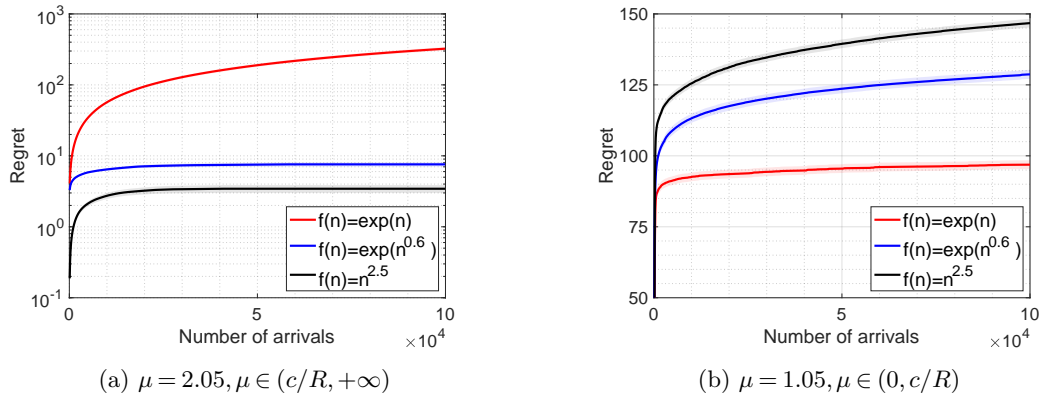 10^3
10^2
10^1
10^0
10^-1
Regret
0 5 10
×10^4
Number of arrivals
f(n)=exp(n)
f(n)=exp(n^0.6 )
f(n)=n^2.5
(a) μ = 2.05, μ ∈ (c/R, +∞)
150
125
100
75
50
Regret
0 5 10
×10^4
Number of arrivals
f(n)=exp(n)
f(n)=exp(n^0.6 )
f(n)=n^2.5
(b) μ = 1.05, μ ∈ (0, c/R)